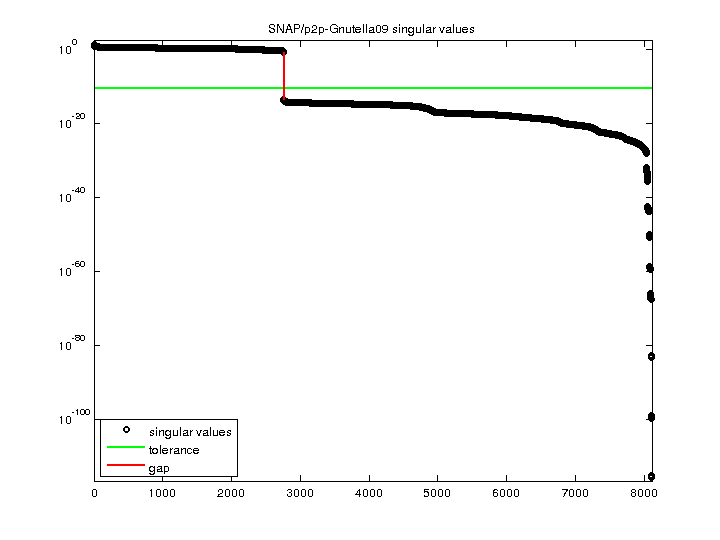 SNAP/p2p-Gnutella09 singular values
10^0
10^-20
10^-40
10^-60
10^-80
10^-100
singular values
tolerance
gap
0 1000 2000 3000 4000 5000 6000 7000 8000